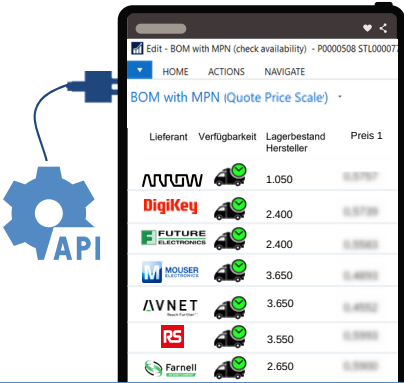 Edit - BOM with MPN (check availability) - P0000508 STL000077
HOME ACTIONS NAVIGATE
BOM with MPN (Quote Price Scale')
Lieferant Verfügbarkeit Lagerbestand Hersteller Preis 1
ARROW 1.050
DigiKey 2.400
F FUTURE ELECTRONICS 2.400
M MOUSER ELECTRONICS 3.650
AVNET 3.650
Reach Further™
RS 3.550
Farnell 2.650
API